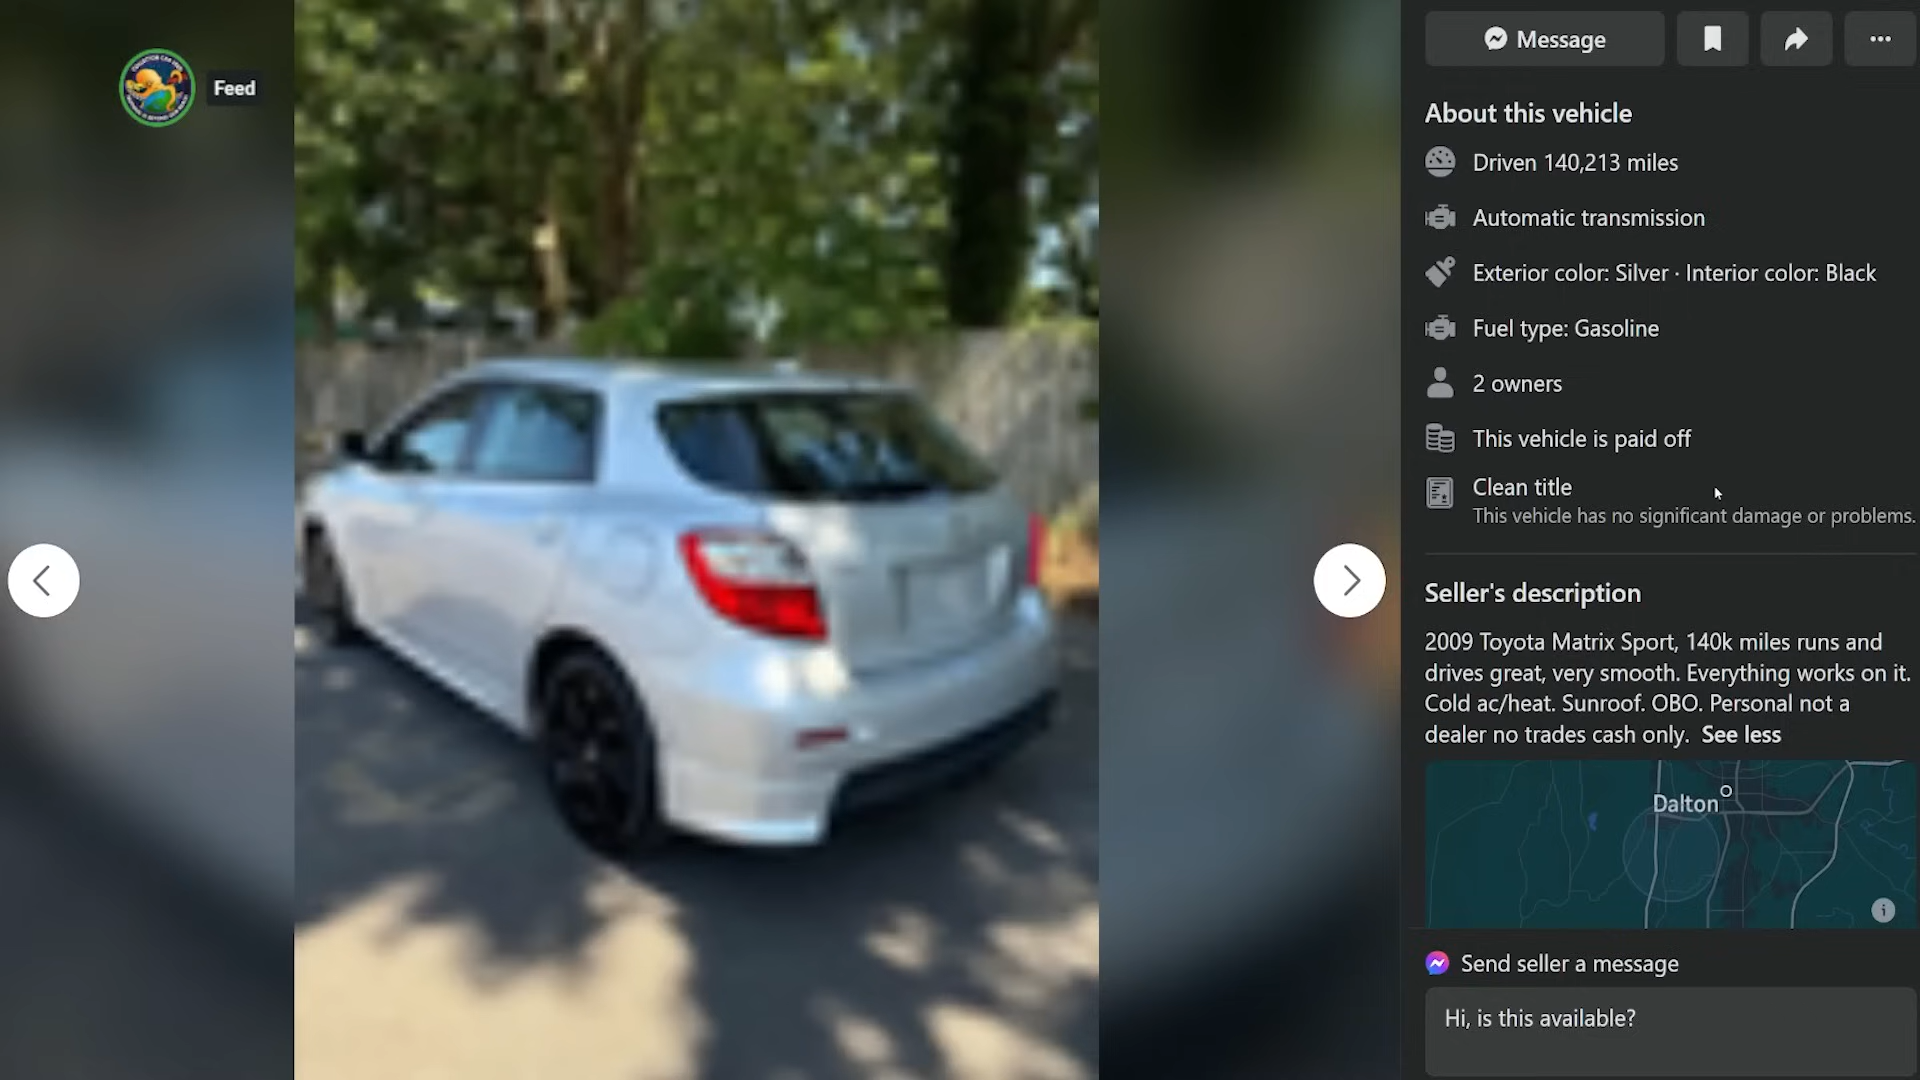 Feed
Message
About this vehicle
Driven 140,213 miles
Automatic transmission
Exterior color: Silver · Interior color: Black
Fuel type: Gasoline
2 owners
This vehicle is paid off
Clean title
This vehicle has no significant damage or problems.
Seller's description
2009 Toyota Matrix Sport, 140k miles runs and
drives great, very smooth. Everything works on it.
Cold ac/heat. Sunroof. OBO. Personal not a
dealer no trades cash only. See less
Dalton
Send seller a message
Hi, is this available?